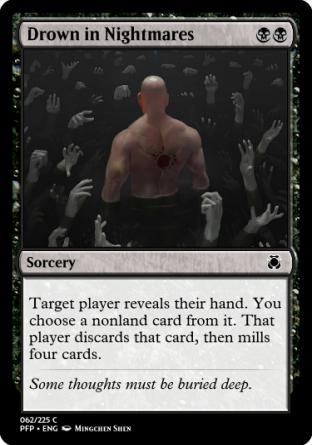 Drown in Nightmares
Sorcery
Target player reveals their hand. You
choose a nonland card from it. That
player discards that card, then mills
four cards.
Some thoughts must be buried deep.
062/225 C
PFP • ENG Mingchen Shen